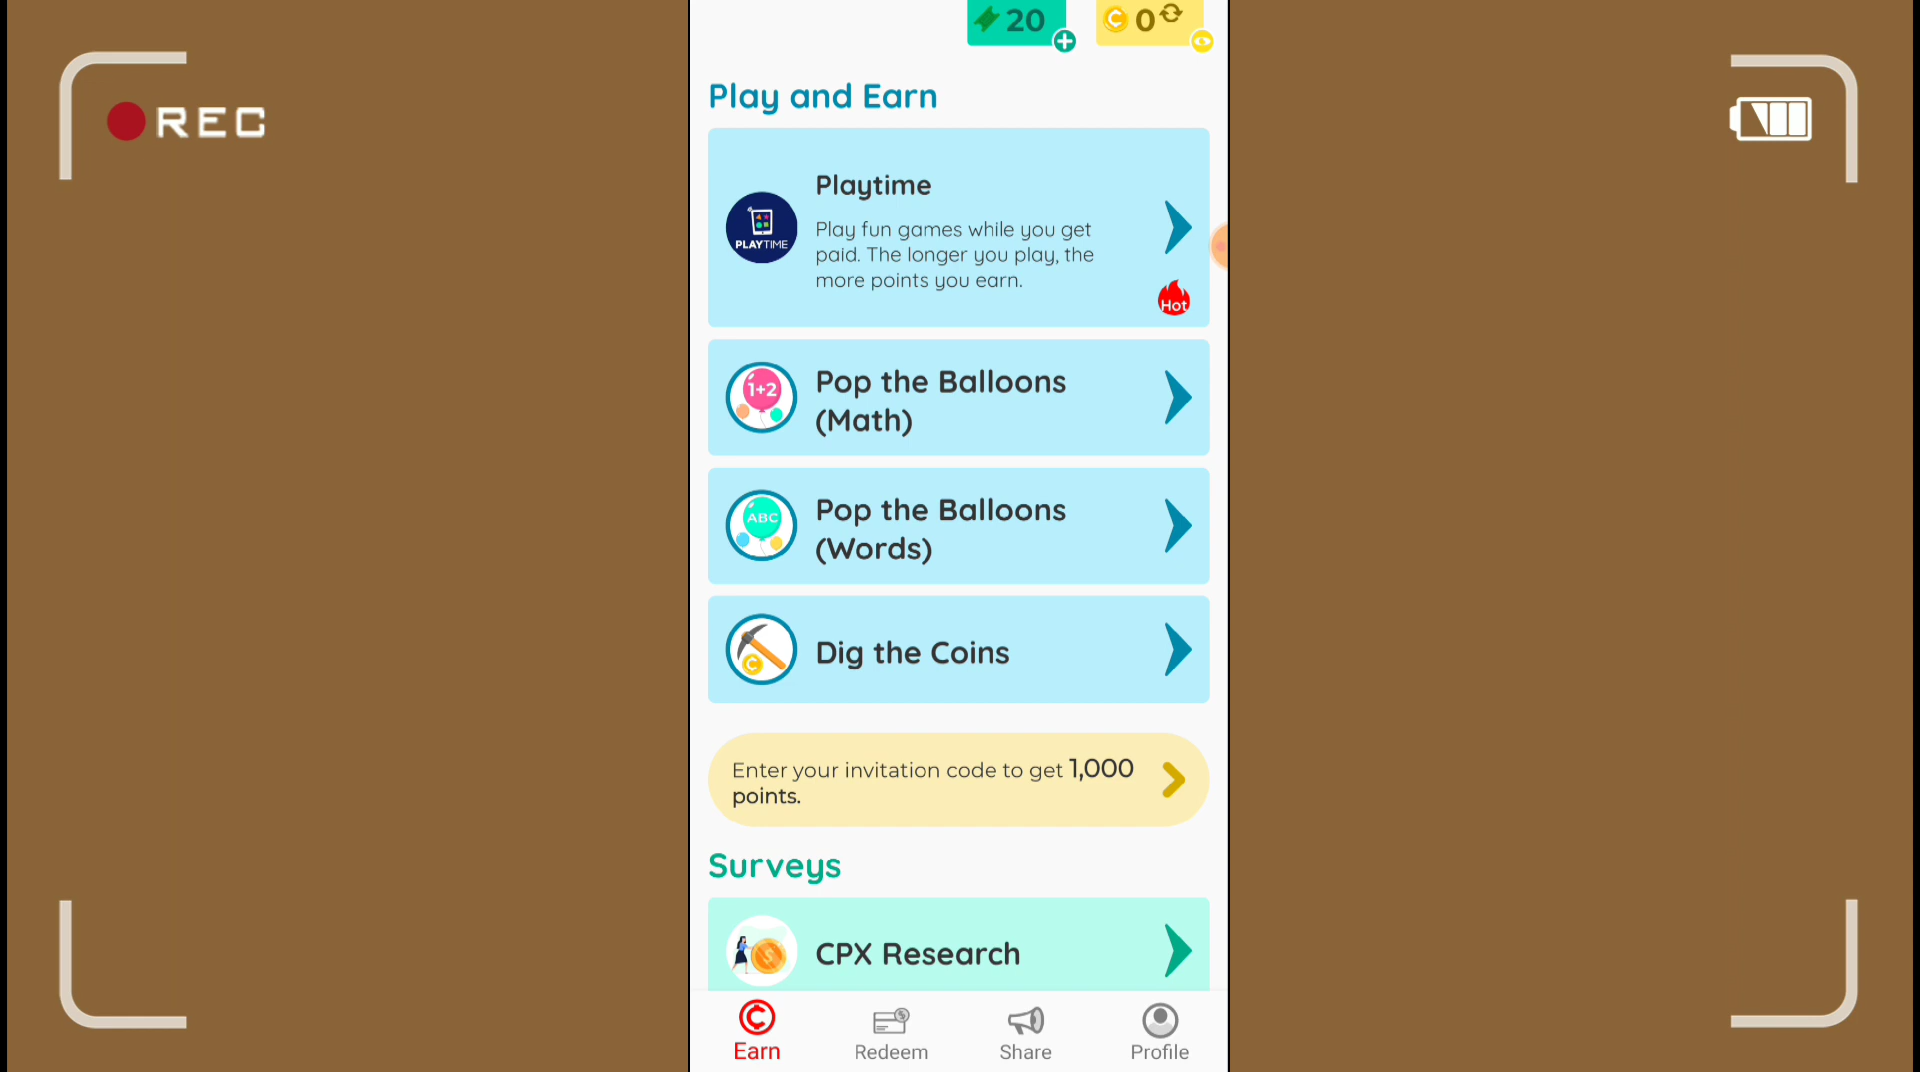 20
0
REC
Play and Earn
Playtime
PLAYTIME
Play fun games while you get
paid. The longer you play, the
more points you earn.
Hot
1+2
Pop the Balloons
(Math)
ABC
Pop the Balloons
(Words)
Dig the Coins
Enter your invitation code to get 1,000
points.
Surveys
CPX Research
Earn
Redeem
Share
Profile